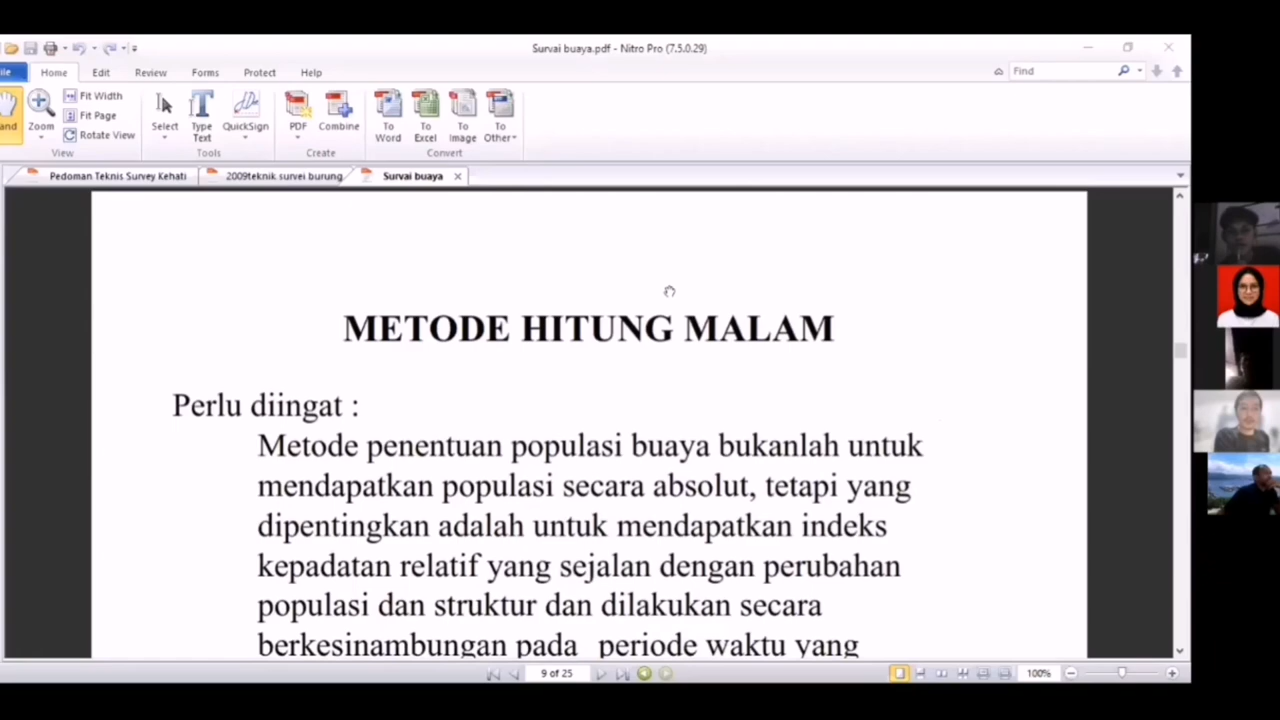 Survai buaya.pdf - Nitro Pro (7.5.0.29)
Home Edit Review Forms Protect Help
Find
Fit Width
Fit Page
Rotate View
Zoom
Select
Type Text
QuickSign
PDF
Combine
To Word
To Excel
To Image
To Other
View Tools Create Convert
Pedoman Teknis Survey Kehati 2009teknik survei burung Survai buaya
METODE HITUNG MALAM
Perlu diingat :
Metode penentuan populasi buaya bukanlah untuk
mendapatkan populasi secara absolut, tetapi yang
dipentingkan adalah untuk mendapatkan indeks
kepadatan relatif yang sejalan dengan perubahan
populasi dan struktur dan dilakukan secara
berkesinambungan pada periode waktu yang
9 of 25
100%